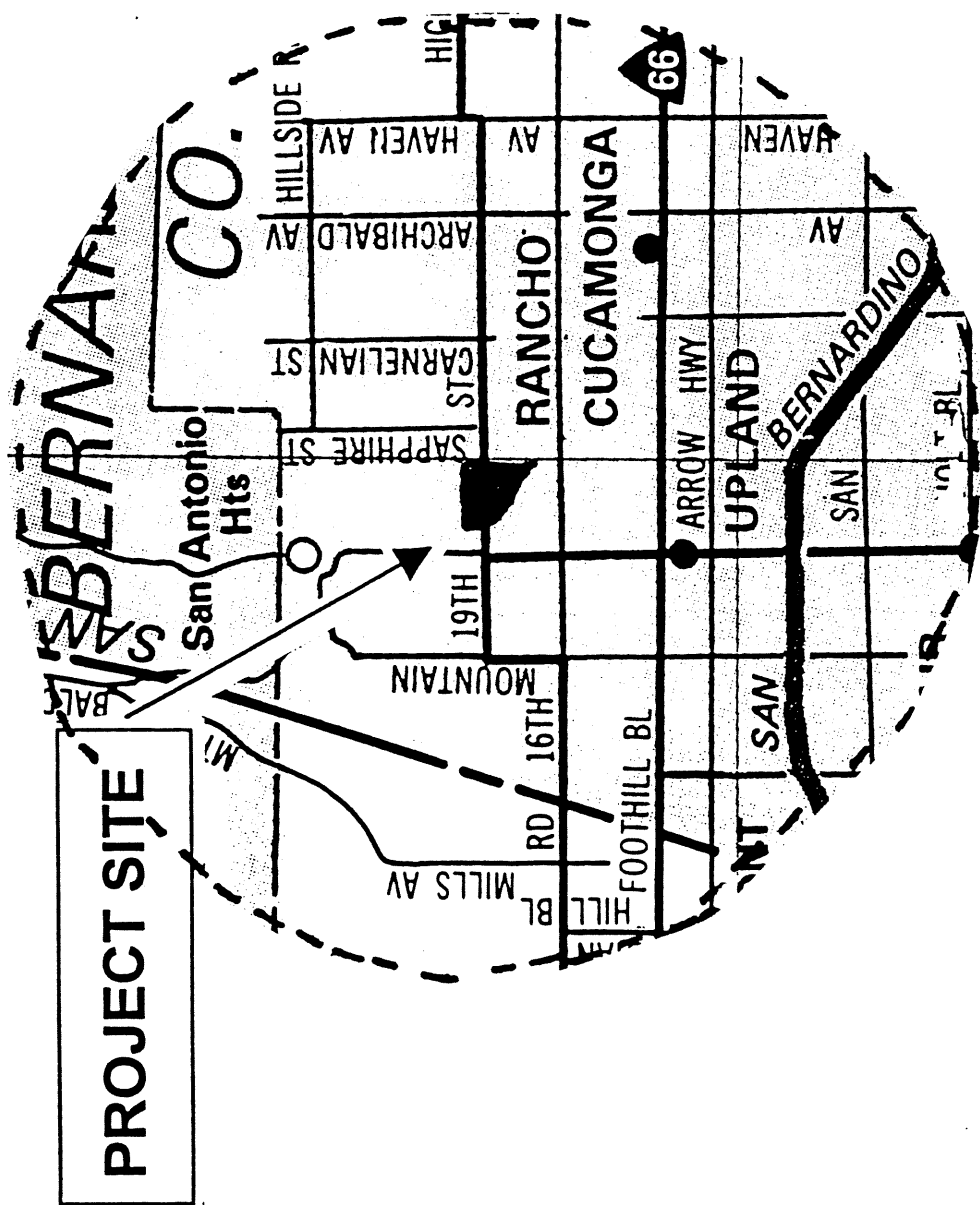 PROJECT SITE
SAN
CO.
San Antonio
Hts
HILLSIDE
HAVEN AV
ARCHIBALD AV
CARNELIAN ST
SAPPHIRE ST
ST
19TH
MOUNTAIN
MILLS AV
AV
RANCHO
CUCAMONGA
16TH
RD
BL
HILL
FOOTHILL BL
66
ARROW HWY
UPLAND
HAVEN
AV
SAN
BERNARDINO
SAN